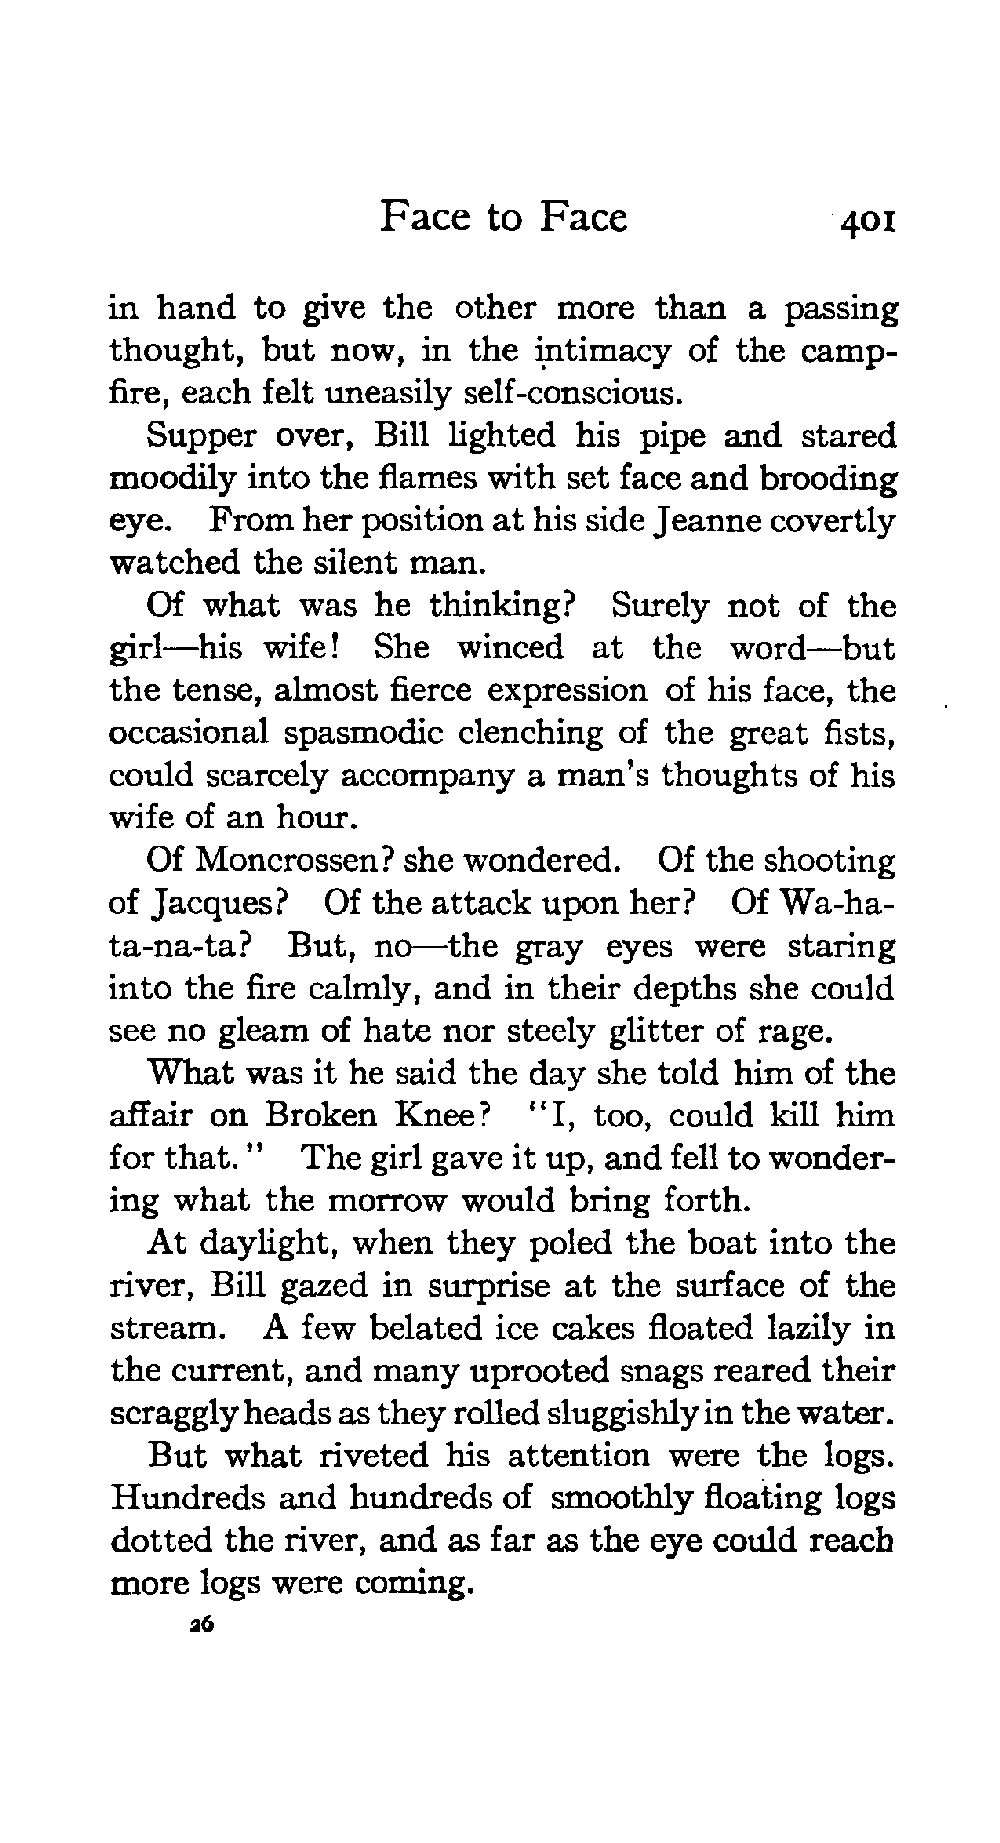 Face to Face 401
in hand to give the other more than a passing
thought, but now, in the intimacy of the camp-
fire, each felt uneasily self-conscious.
Supper over, Bill lighted his pipe and stared
moodily into the flames with set face and brooding
eye. From her position at his side Jeanne covertly
watched the silent man.
Of what was he thinking? Surely not of the
girl—his wife! She winced at the word—but
the tense, almost fierce expression of his face, the
occasional spasmodic clenching of the great fists,
could scarcely accompany a man's thoughts of his
wife of an hour.
Of Moncrossen? she wondered. Of the shooting
of Jacques? Of the attack upon her? Of Wa-ha-
ta-na-ta? But, no—the gray eyes were staring
into the fire calmly, and in their depths she could
see no gleam of hate nor steely glitter of rage.
What was it he said the day she told him of the
affair on Broken Knee? "I, too, could kill him
for that." The girl gave it up, and fell to wonder-
ing what the morrow would bring forth.
At daylight, when they poled the boat into the
river, Bill gazed in surprise at the surface of the
stream. A few belated ice cakes floated lazily in
the current, and many uprooted snags reared their
scraggly heads as they rolled sluggishly in the water.
But what riveted his attention were the logs.
Hundreds and hundreds of smoothly floating logs
dotted the river, and as far as the eye could reach
more logs were coming.
26